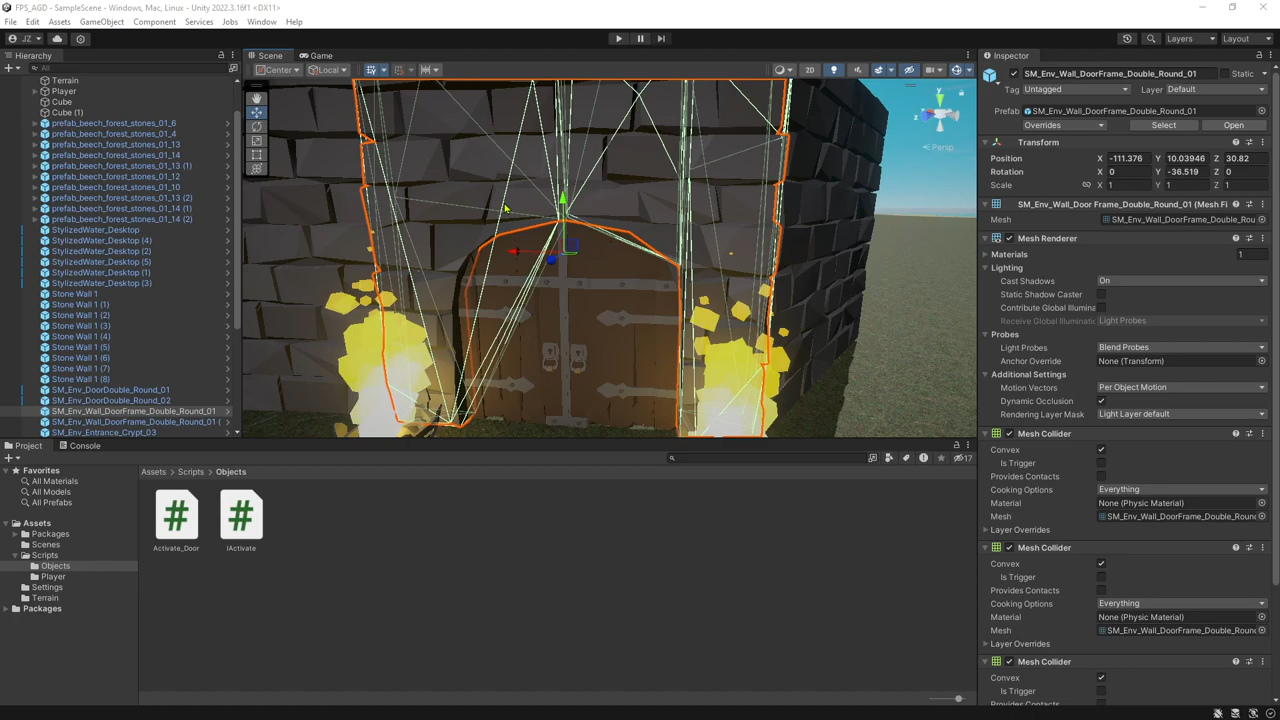 FPS_AGD - SampleScene - Windows, Mac, Linux - Unity 2022.3.16f1 <DX11>
File Edit Assets GameObject Component Services Jobs Window Help
JZ Layers Layout
Hierarchy
All
Terrain
Player
Cube
Cube (1)
prefab_beech_forest_stones_01_6
prefab_beech_forest_stones_01_4
prefab_beech_forest_stones_01_13
prefab_beech_forest_stones_01_14
prefab_beech_forest_stones_01_13 (1)
prefab_beech_forest_stones_01_12
prefab_beech_forest_stones_01_10
prefab_beech_forest_stones_01_13 (2)
prefab_beech_forest_stones_01_14 (1)
prefab_beech_forest_stones_01_14 (2)
StylizedWater_Desktop
StylizedWater_Desktop (4)
StylizedWater_Desktop (2)
StylizedWater_Desktop (5)
StylizedWater_Desktop (1)
StylizedWater_Desktop (3)
Stone Wall 1
Stone Wall 1 (1)
Stone Wall 1 (2)
Stone Wall 1 (3)
Stone Wall 1 (4)
Stone Wall 1 (5)
Stone Wall 1 (6)
Stone Wall 1 (7)
Stone Wall 1 (8)
SM_Env_DoorDouble_Round_01
SM_Env_DoorDouble_Round_02
SM_Env_Wall_DoorFrame_Double_Round_01
SM_Env_Wall_DoorFrame_Double_Round_01 (
SM_Env_Entrance_Crypt_03
Scene Game
Center Local 2D
y
z
Persp
Inspector
SM_Env_Wall_DoorFrame_Double_Round_01 Static
Tag Untagged Layer Default
Prefab SM_Env_Wall_DoorFrame_Double_Round_01
Overrides Select Open
Transform
Position X -111.376 Y 10.03946 Z 30.82
Rotation X 0 Y -36.519 Z 0
Scale X 1 Y 1 Z 1
SM_Env_Wall_Door Frame_Double_Round_01 (Mesh Fi
Mesh SM_Env_Wall_DoorFrame_Double_Rou
Mesh Renderer
Materials 1
Lighting
Cast Shadows On
Static Shadow Caster
Contribute Global Illumina
Receive Global Illuminatic Light Probes
Probes
Light Probes Blend Probes
Anchor Override None (Transform)
Additional Settings
Motion Vectors Per Object Motion
Dynamic Occlusion
Rendering Layer Mask Light Layer default
Mesh Collider
Convex
Is Trigger
Provides Contacts
Cooking Options Everything
Material None (Physic Material)
Mesh SM_Env_Wall_DoorFrame_Double_Round
Layer Overrides
Mesh Collider
Convex
Is Trigger
Provides Contacts
Cooking Options Everything
Material None (Physic Material)
Mesh SM_Env_Wall_DoorFrame_Double_Round
Layer Overrides
Mesh Collider
Convex
Is Trigger
Project Console
17
Favorites
All Materials
All Models
All Prefabs
Assets
Packages
Scenes
Scripts
Objects
Player
Settings
Terrain
Packages
Assets > Scripts > Objects
#
#
Activate_Door
IActivate